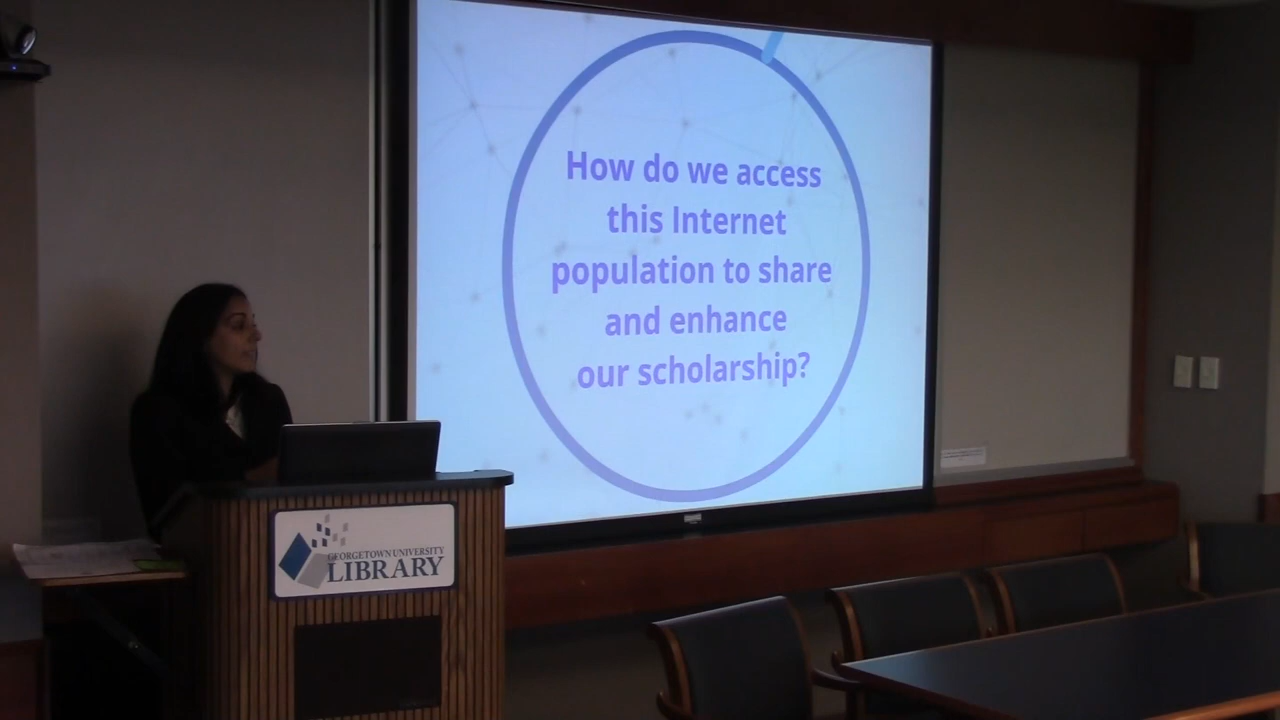 How do we access
this Internet
population to share
and enhance
our scholarship?
GEORGETOWN UNIVERSITY
LIBRARY